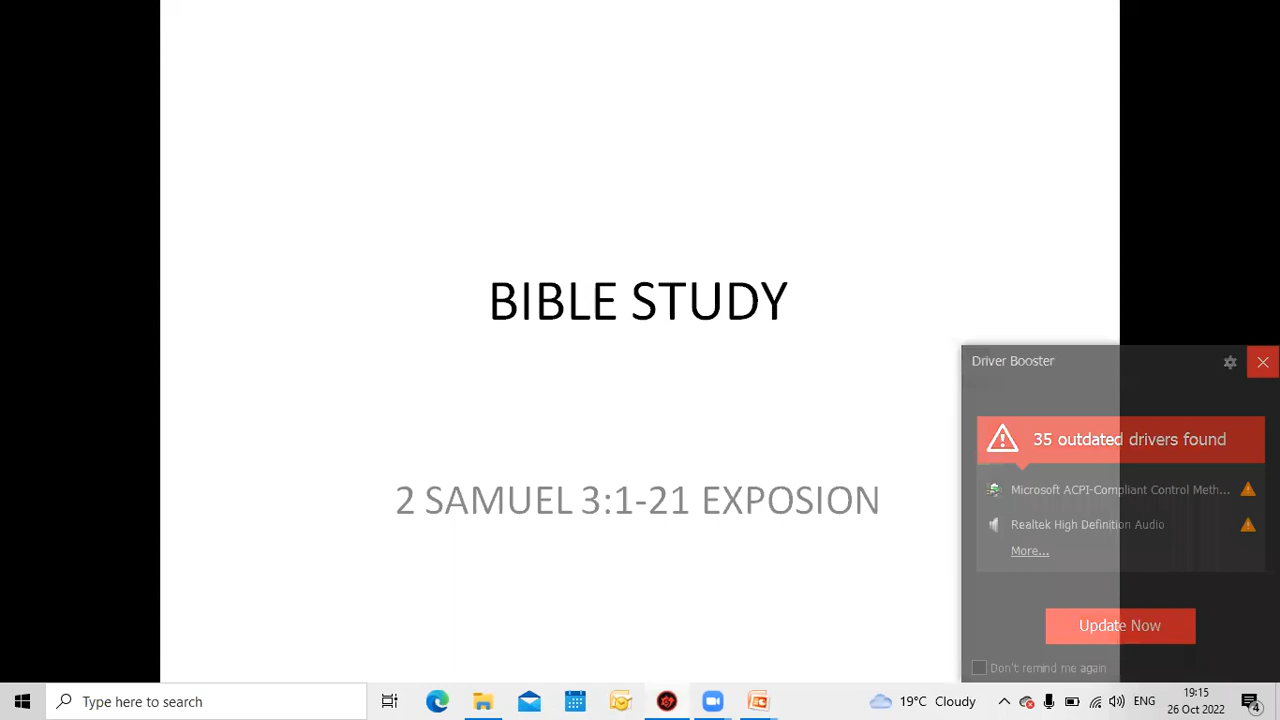 BIBLE STUDY
2 SAMUEL 3:1-21 EXPOSION
Driver Booster
35 outdated drivers found
Microsoft ACPI-Compliant Control Meth...
Realtek High Definition Audio
More...
Update Now
Don't remind me again
Type here to search
19°C Cloudy
ENG
19:15
26 Oct 2022
4